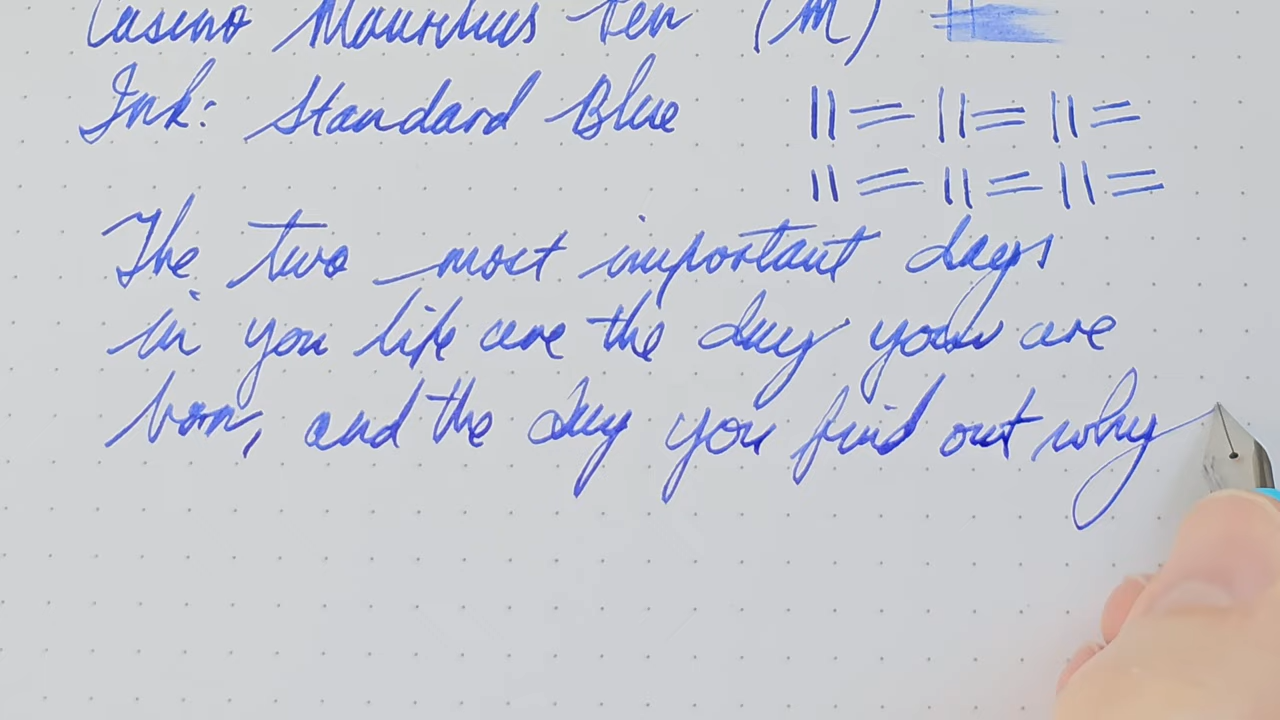 Casino Mauritius Pen (M)
Ink: Standard Blue
The two most important days
in you life are the day you are
born, and the day you find out why